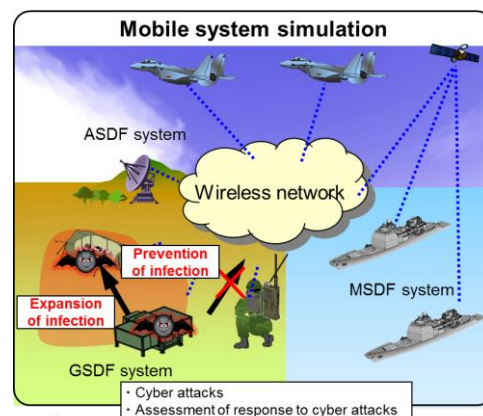 Mobile system simulation
ASDF system
Wireless network
Prevention
of infection
Expansion
of infection
MSDF system
GSDF system
・Cyber attacks
・Assessment of response to cyber attacks